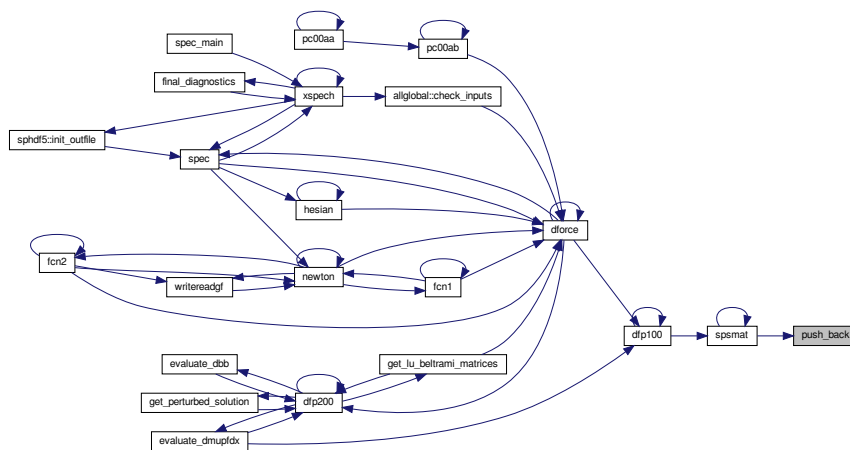 pc00aa
spec_main
pc00ab
final_diagnostics
xspech
allglobal::check_inputs
sphdf5::init_outfile
spec
hesian
dforce
fcn2
newton
writereadgf
fcn1
dfp100
spsmat
push_back
evaluate_dbb
get_lu_beltrami_matrices
get_perturbed_solution
dfp200
evaluate_dmupfdx